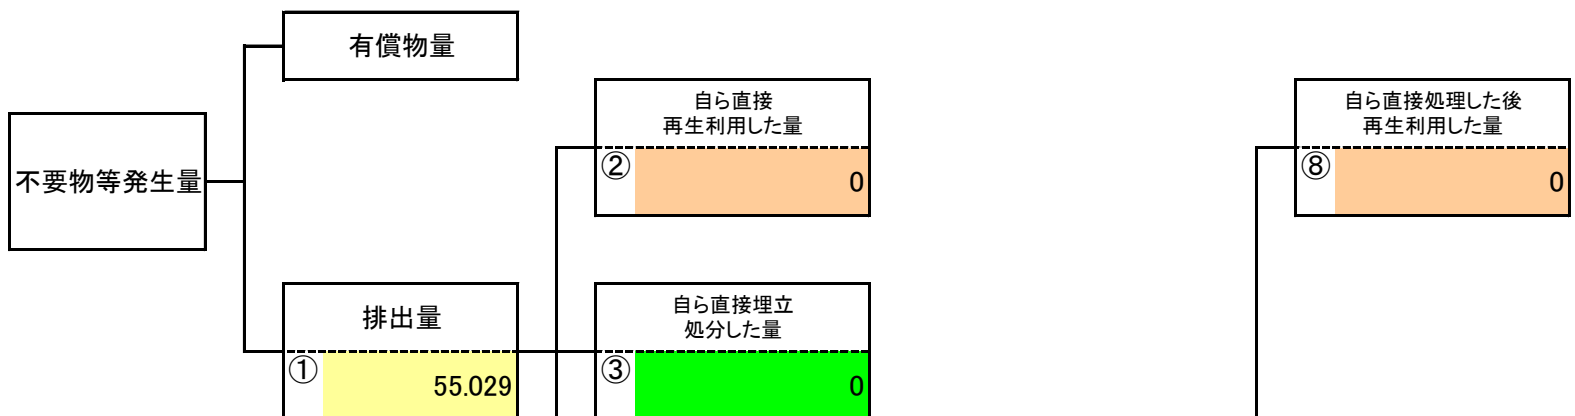 有償物量
自ら直接
再生利用した量
②
0
自ら直接処理した後
再生利用した量
⑧
0
不要物等発生量
排出量
①
55.029
自ら直接埋立
処分した量
③
0